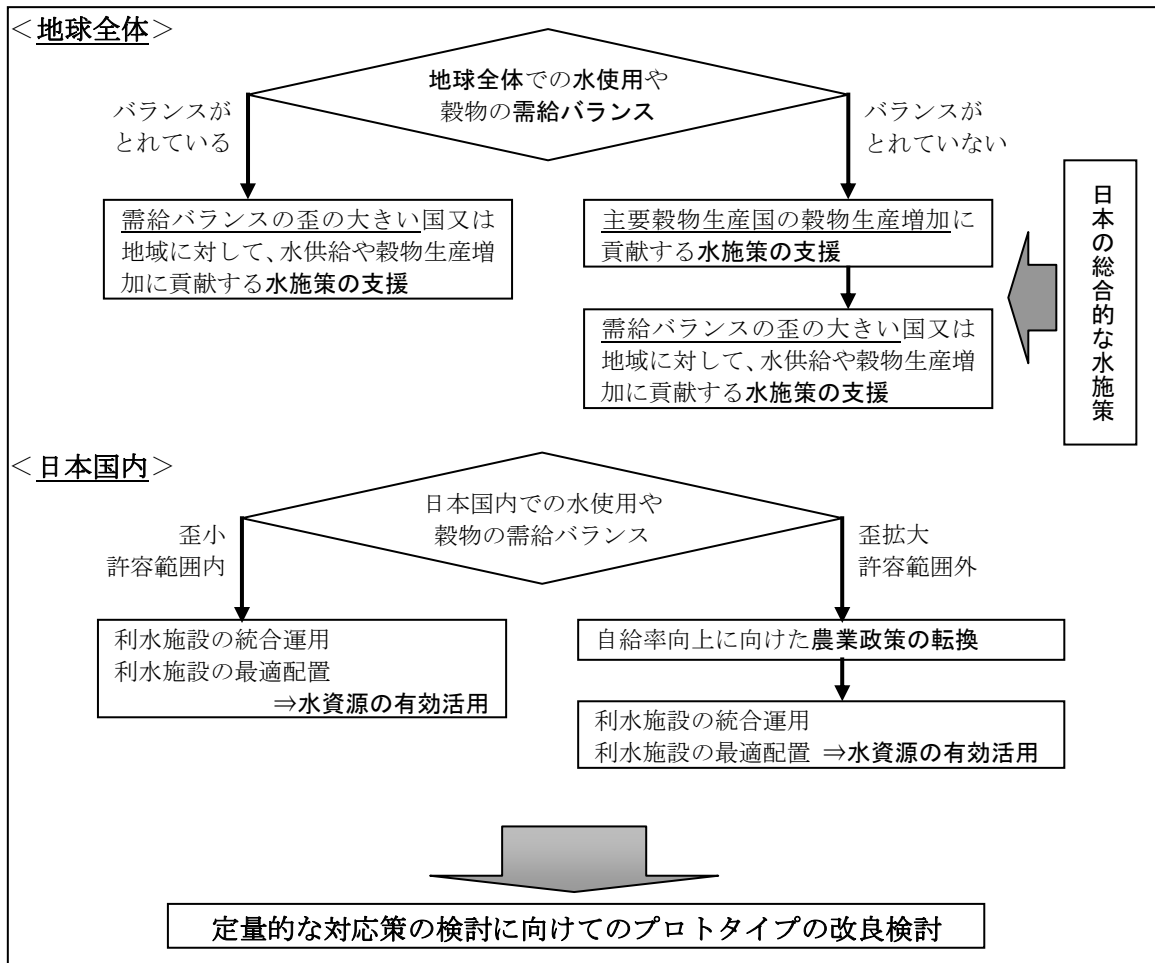 ＜地球全体＞
地球全体での水使用や
穀物の需給バランス
バランスが
とれている
バランスが
とれていない
需給バランスの歪の大きい国又は
地域に対して、水供給や穀物生産増
加に貢献する水施策の支援
主要穀物生産国の穀物生産増加に
貢献する水施策の支援
需給バランスの歪の大きい国又は
地域に対して、水供給や穀物生産増
加に貢献する水施策の支援
日本の総合的な水施策
＜日本国内＞
日本国内での水使用や
穀物の需給バランス
歪小
許容範囲内
歪拡大
許容範囲外
利水施設の統合運用
利水施設の最適配置
⇒水資源の有効活用
自給率向上に向けた農業政策の転換
利水施設の統合運用
利水施設の最適配置 ⇒水資源の有効活用
定量的な対応策の検討に向けてのプロトタイプの改良検討